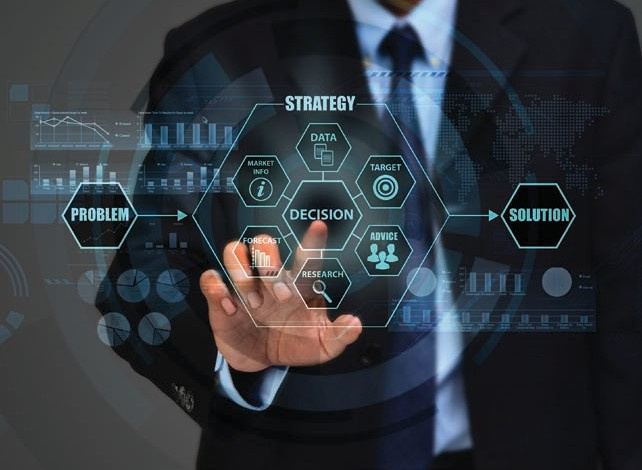 STRATEGY
DATA
MARKET
INFO
TARGET
PROBLEM
DECISION
SOLUTION
FORECAST
ADVICE
RESEARCH